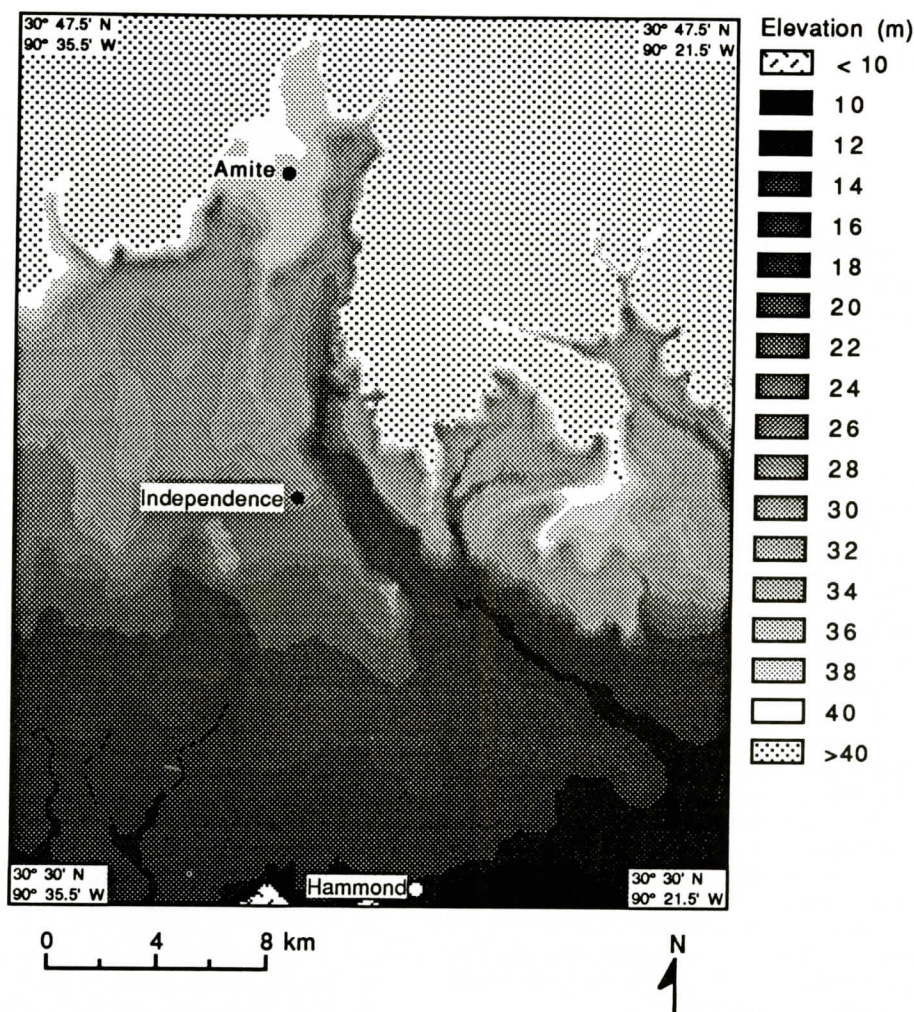 30° 47.5' N
90° 35.5' W
30° 47.5' N
90° 21.5' W
Amite
Independence
30° 30' N
90° 35.5' W
Hammond
30° 30' N
90° 21.5' W
Elevation (m)
< 10
10
12
14
16
18
20
22
24
26
28
30
32
34
36
38
40
>40
0 4 8 km
N